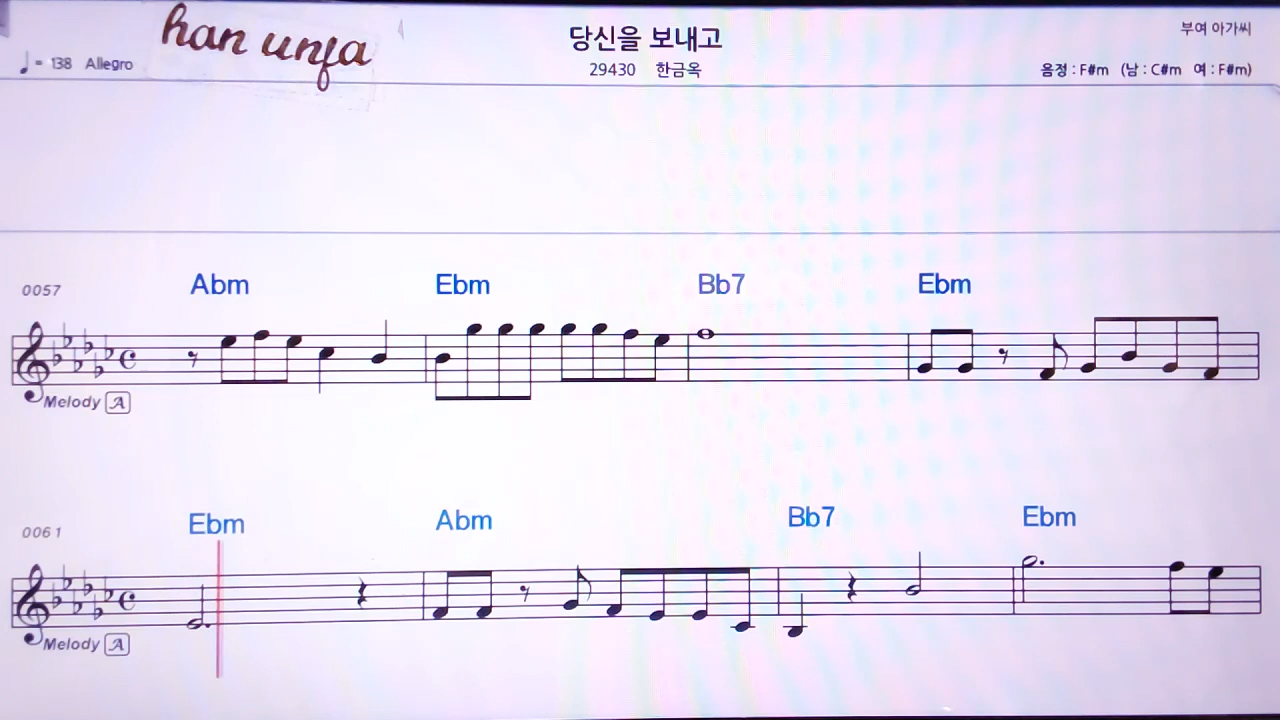 han unfa
당신을 보내고
부여 아가씨
♩ = 138 Allegro
29430 한금옥
음정 : F#m (남 : C#m 여 : F#m)
0057
Abm Ebm Bb7 Ebm
Melody A
0061
Ebm Abm Bb7 Ebm
Melody A